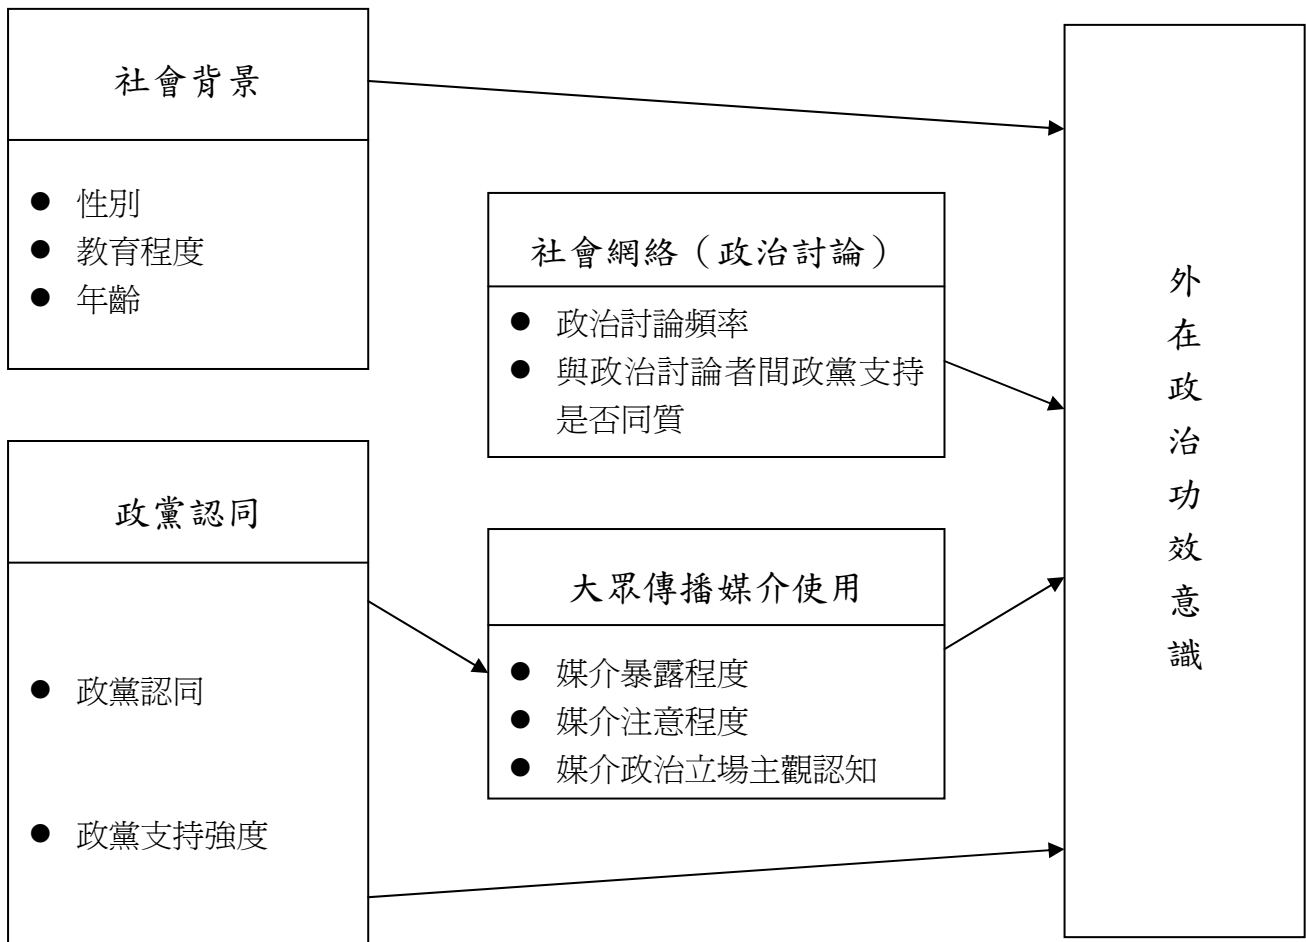 社會背景
● 性別
● 教育程度
● 年齡
社會網絡（政治討論）
● 政治討論頻率
● 與政治討論者間政黨支持
是否同質
政黨認同
● 政黨認同
● 政黨支持強度
大眾傳播媒介使用
● 媒介暴露程度
● 媒介注意程度
● 媒介政治立場主觀認知
外在政治功效意識